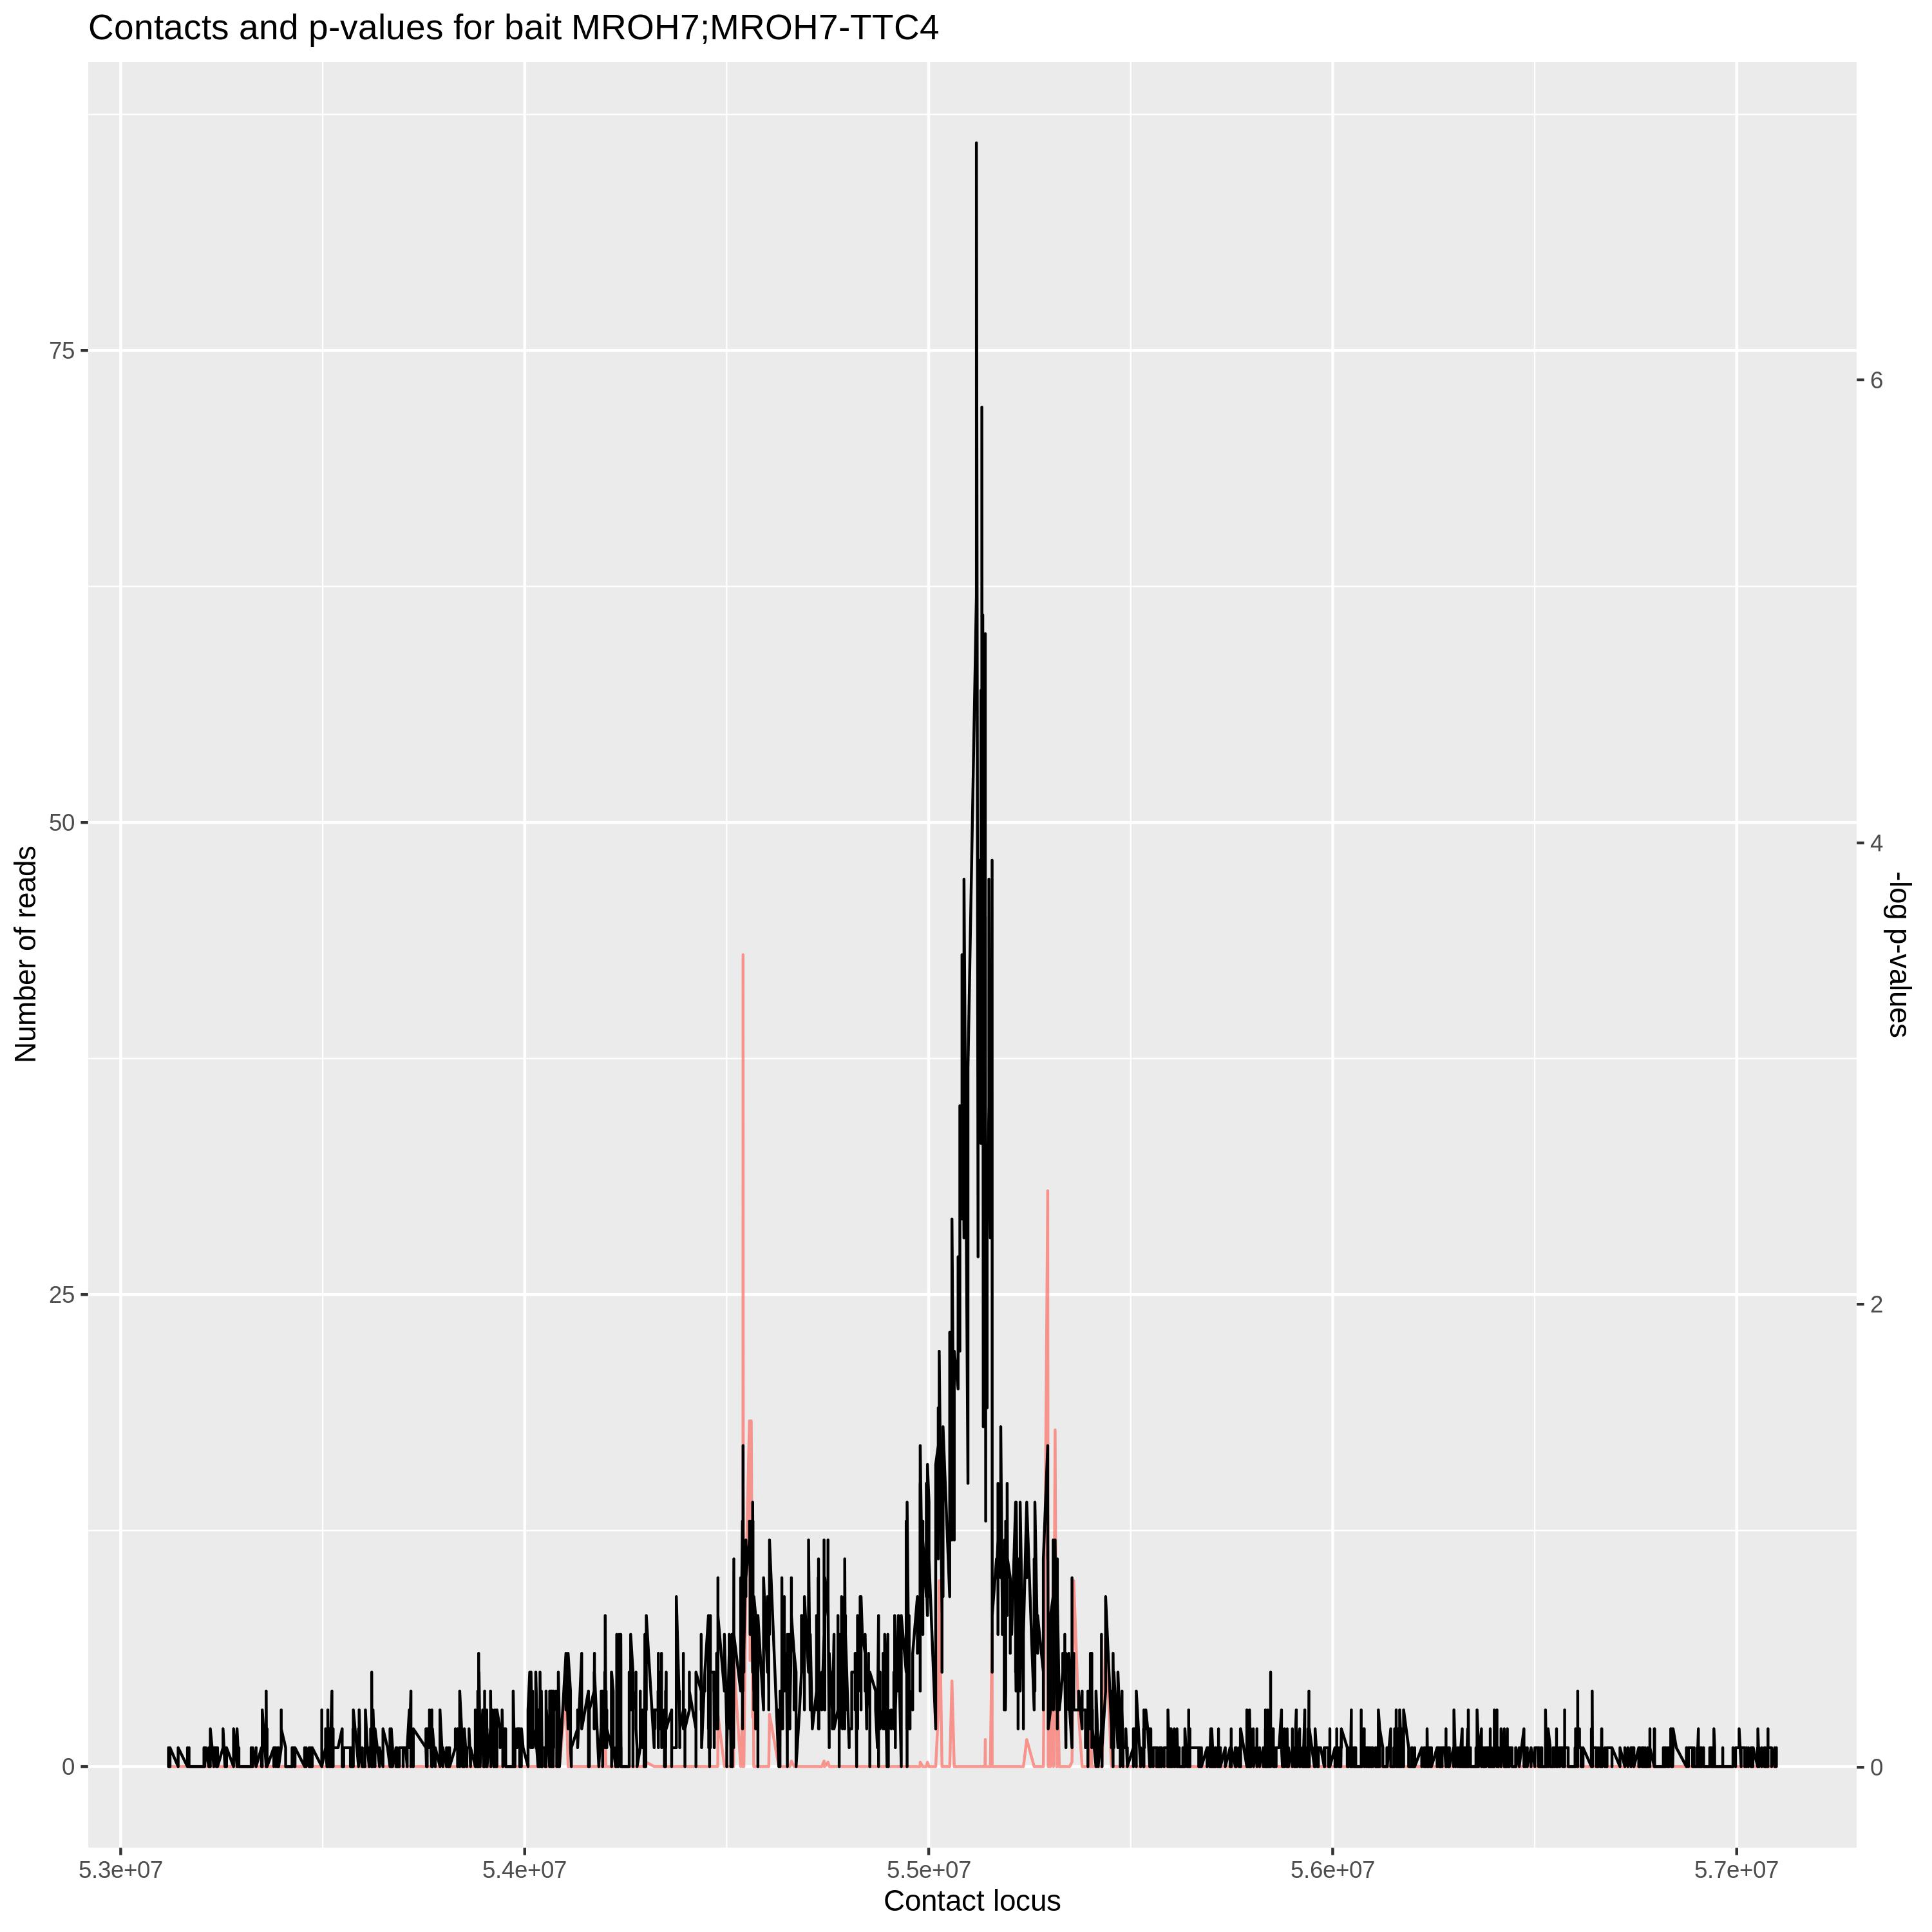 Contacts and p-values for bait MROH7;MROH7-TTC4
75
50
25
0
Number of reads
6
4
2
0
-log p-values
5.3e+07
5.4e+07
5.5e+07
5.6e+07
5.7e+07
Contact locus